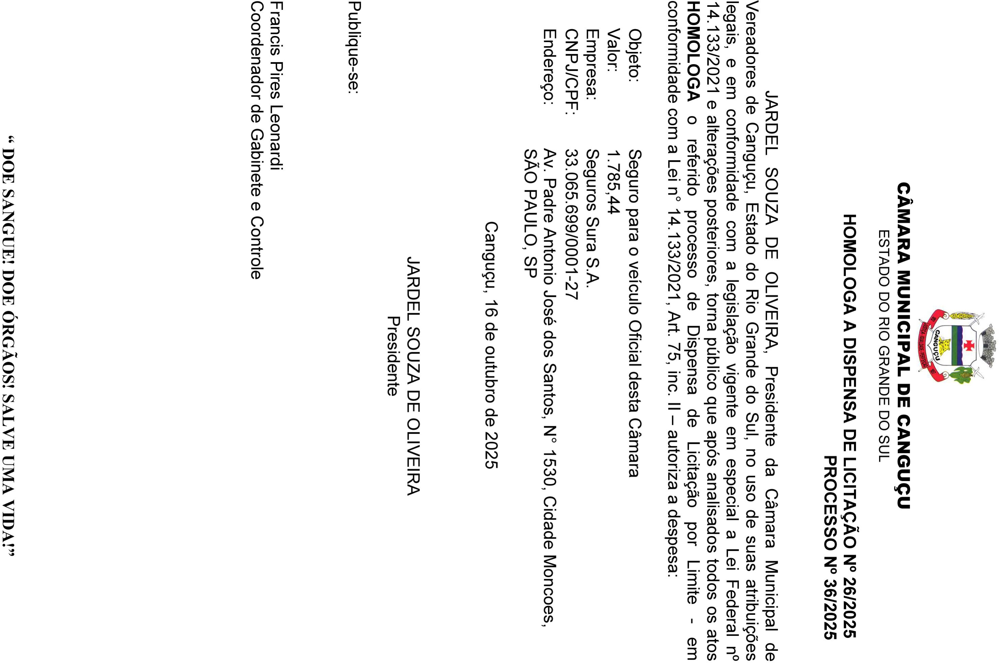 CANGUÇU
JUSTIÇA - IGUALDADE - PERFEIÇÃO
1857
CÂMARA MUNICIPAL DE CANGUÇU
ESTADO DO RIO GRANDE DO SUL
HOMOLOGA A DISPENSA DE LICITAÇÃO Nº 26/2025
PROCESSO Nº 36/2025
JARDEL SOUZA DE OLIVEIRA, Presidente da Câmara Municipal de
Vereadores de Canguçu, Estado do Rio Grande do Sul, no uso de suas atribuições
legais, e em conformidade com a legislação vigente em especial a Lei Federal nº
14.133/2021 e alterações posteriores, torna público que após analisados todos os atos
HOMOLOGA o referido processo de Dispensa de Licitação por Limite - em
conformidade com a Lei n° 14.133/2021, Art. 75, inc. II – autoriza a despesa:
Objeto: Seguro para o veículo Oficial desta Câmara
Valor: 1.785,44
Empresa: Seguros Sura S.A.
CNPJ/CPF: 33.065.699/0001-27
Endereço: Av. Padre Antonio José dos Santos, N° 1530, Cidade Moncoes,
SÃO PAULO, SP
Canguçu, 16 de outubro de 2025
JARDEL SOUZA DE OLIVEIRA
Presidente
Publique-se:
Francis Pires Leonardi
Coordenador de Gabinete e Controle
“ DOE SANGUE! DOE ÓRGÃOS! SALVE UMA VIDA!”